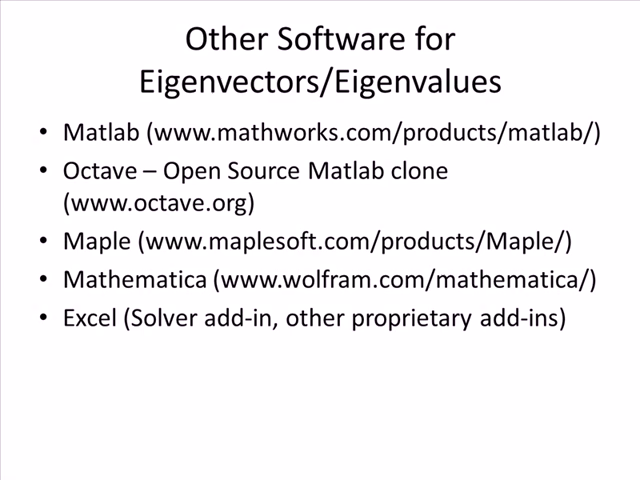 Other Software for
Eigenvectors/Eigenvalues
• Matlab (www.mathworks.com/products/matlab/)
• Octave – Open Source Matlab clone
(www.octave.org)
• Maple (www.maplesoft.com/products/Maple/)
• Mathematica (www.wolfram.com/mathematica/)
• Excel (Solver add-in, other proprietary add-ins)